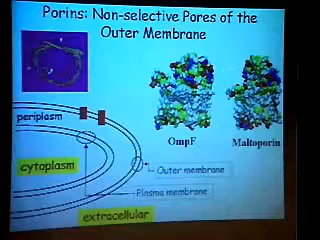 Porins: Non-selective Pores of the
Outer Membrane
periplasm
OmpF
Maltoporin
cytoplasm
Outer membrane
Plasma membrane
extracellular